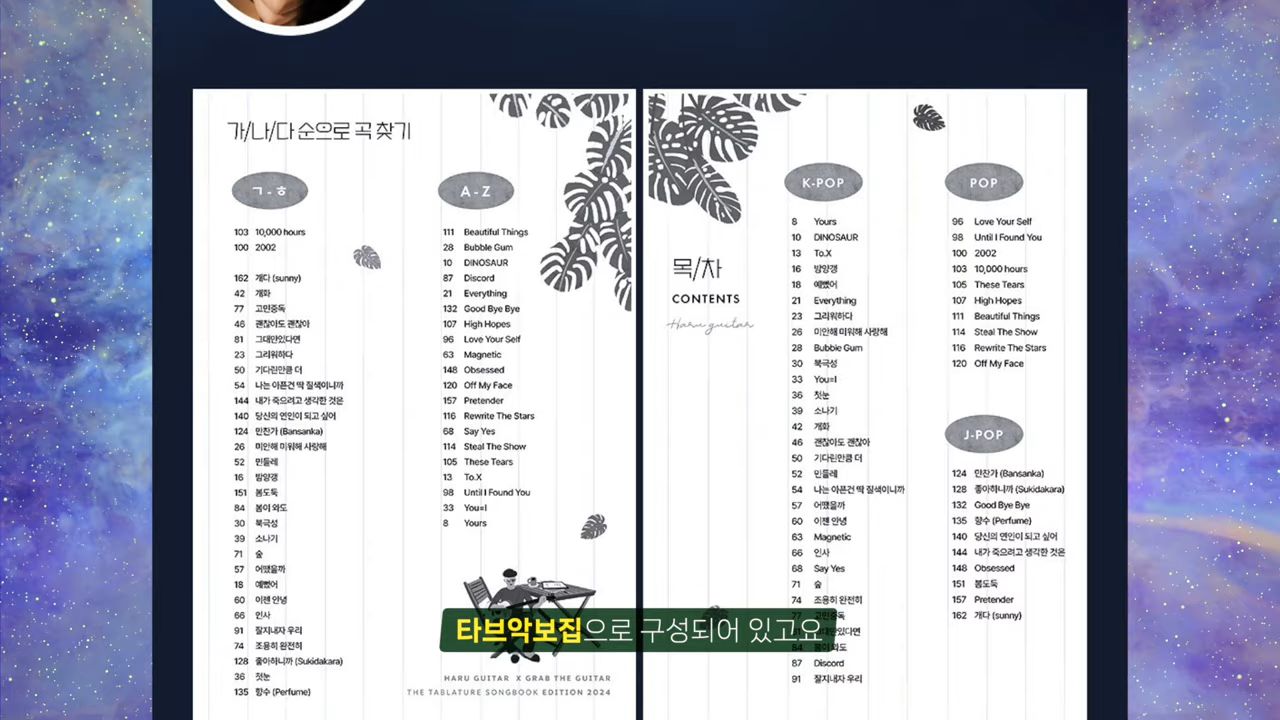 가/나/다 순으로 곡 찾기
ㄱ-ㅎ
103 10,000 hours
100 2002
162 개다 (sunny)
42 개화
77 고민중독
46 괜찮아도 괜찮아
81 그대만있다면
23 그리워하다
50 기다린만큼 더
54 나는 아픈건 딱 질색이니까
144 내가 죽으려고 생각한 것은
140 당신의 연인이 되고 싶어
124 만찬가 (Bansanka)
26 미안해 미워해 사랑해
52 민들레
16 밤양갱
151 봄도둑
84 봄이 와도
30 북극성
39 소나기
71 숲
57 어땠을까
18 예뻤어
60 이젠 안녕
66 인사
91 잘지내자 우리
74 조용히 완전히
128 좋아하니까 (Sukidakara)
36 첫눈
135 향수 (Perfume)
A-Z
111 Beautiful Things
28 Bubble Gum
10 DINOSAUR
87 Discord
21 Everything
132 Good Bye Bye
107 High Hopes
96 Love Your Self
63 Magnetic
148 Obsessed
120 Off My Face
157 Pretender
116 Rewrite The Stars
68 Say Yes
114 Steal The Show
105 These Tears
13 To.X
98 Until I Found You
33 You=I
8 Yours
HARU GUITAR X GRAB THE GUITAR
THE TABLATURE SONGBOOK EDITION 2024
목/차
CONTENTS
Haru guitar
K-POP
8 Yours
10 DINOSAUR
13 To.X
16 밤양갱
18 예뻤어
21 Everything
23 그리워하다
26 미안해 미워해 사랑해
28 Bubble Gum
30 북극성
33 You=I
36 첫눈
39 소나기
42 개화
46 괜찮아도 괜찮아
50 기다린만큼 더
52 민들레
54 나는 아픈건 딱 질색이니까
57 어땠을까
60 이젠 안녕
63 Magnetic
66 인사
68 Say Yes
71 숲
74 조용히 완전히
87 Discord
91 잘지내자 우리
POP
96 Love Your Self
98 Until I Found You
100 2002
103 10,000 hours
105 These Tears
107 High Hopes
111 Beautiful Things
114 Steal The Show
116 Rewrite The Stars
120 Off My Face
J-POP
124 만찬가 (Bansanka)
128 좋아하니까 (Sukidakara)
132 Good Bye Bye
135 향수 (Perfume)
140 당신의 연인이 되고 싶어
144 내가 죽으려고 생각한 것은
148 Obsessed
151 봄도둑
157 Pretender
162 개다 (sunny)
타브악보집으로 구성되어 있고요